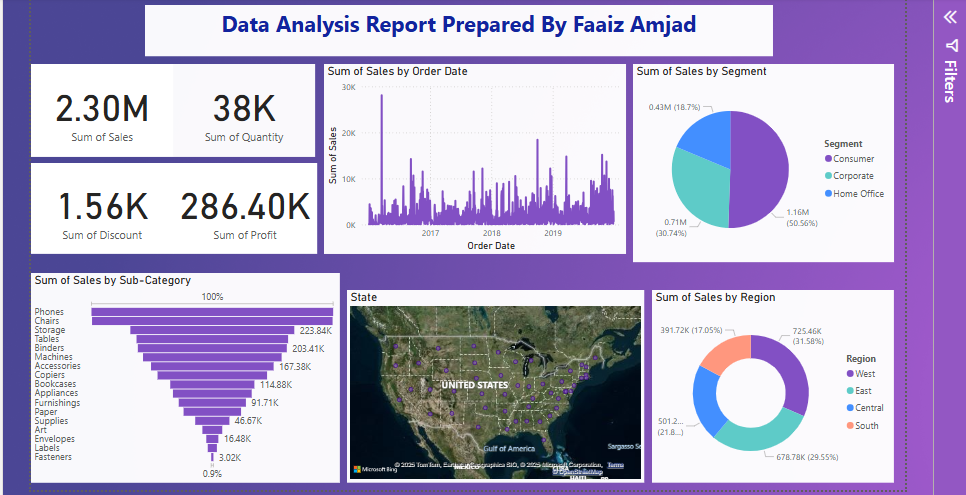 Data Analysis Report Prepared By Faaiz Amjad
Filters
2.30M
Sum of Sales
38K
Sum of Quantity
1.56K
Sum of Discount
286.40K
Sum of Profit
Sum of Sales by Order Date
Sum of Sales
30K
20K
10K
0K
2017
2018
2019
Order Date
Sum of Sales by Segment
0.43M (18.7%)
0.71M
(30.74%)
1.16M
(50.56%)
Segment
Consumer
Corporate
Home Office
Sum of Sales by Sub-Category
100%
Phones
Chairs
Storage 223.84K
Tables
Binders 203.41K
Machines
Accessories 167.38K
Copiers
Bookcases 114.88K
Appliances
Furnishings 91.71K
Paper
Supplies 46.67K
Art
Envelopes 16.48K
Labels
Fasteners 3.02K
0.9%
State
UNITED STATES
Gulf of America
Sargasso Se
Microsoft Bing
© 2025 TomTom, Earthstar Geographics SIO, © 2025 Microsoft Corporation, Terms
© OpenStreetMap
Sum of Sales by Region
391.72K (17.05%)
725.46K
(31.58%)
501.2...
(21.8...)
678.78K (29.55%)
Region
West
East
Central
South